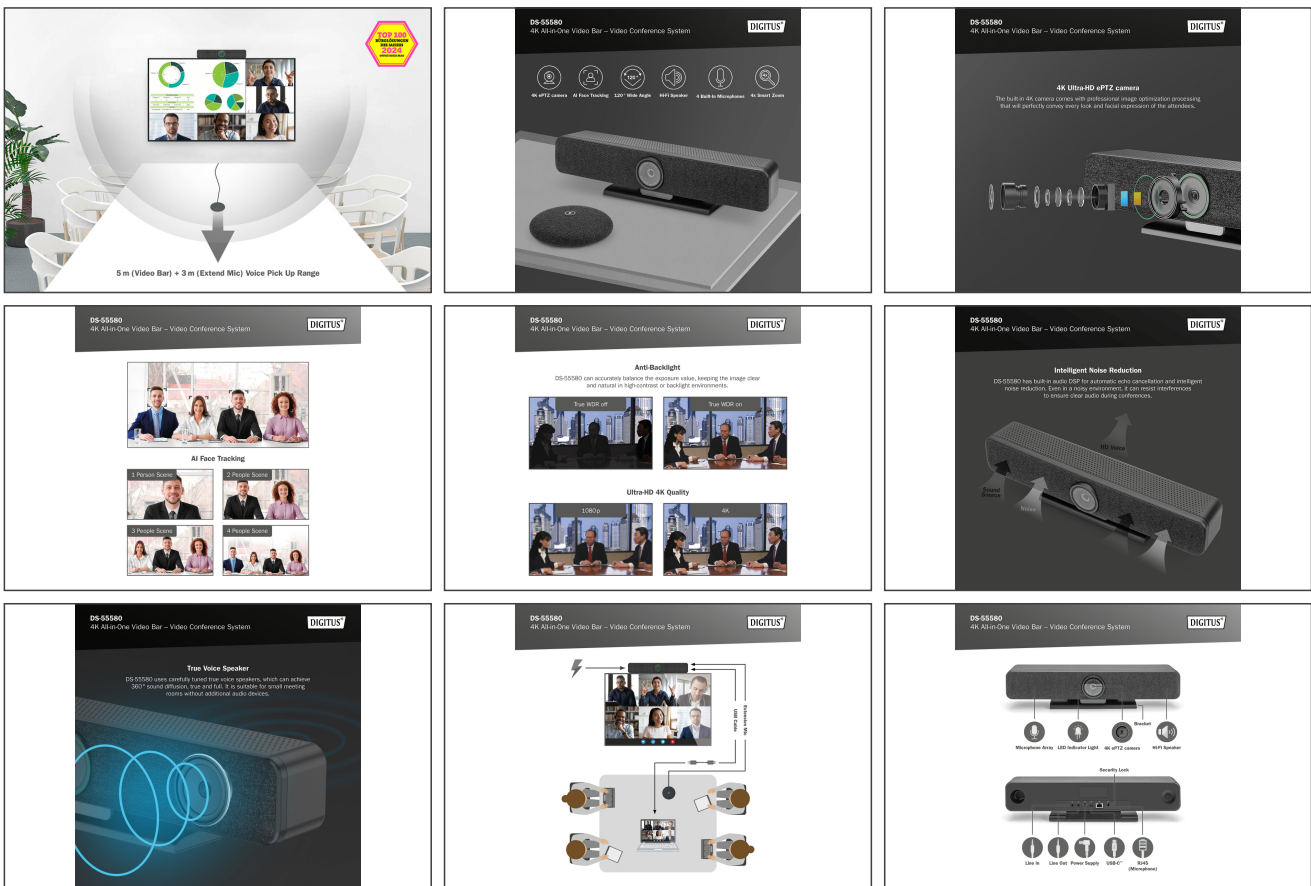 TOP 100
BÜROLÖSUNGEN
DES JAHRES
2024
5 m (Video Bar) + 3 m (Extend Mic) Voice Pick Up Range
DS-55580
4K All-in-One Video Bar – Video Conference System
DIGITUS®
120°
4x
4K ePTZ camera
AI Face Tracking
120° Wide Angle
Hi-Fi Speaker
4 Built-In Microphones
4x Smart Zoom
DS-55580
4K All-in-One Video Bar – Video Conference System
DIGITUS®
4K Ultra-HD ePTZ camera
The built-in 4K camera comes with professional image optimization processing
that will perfectly convey every look and facial expression of the attendees.
DS-55580
4K All-in-One Video Bar – Video Conference System
DIGITUS®
AI Face Tracking
1 Person Scene
2 People Scene
3 People Scene
4 People Scene
DS-55580
4K All-in-One Video Bar – Video Conference System
DIGITUS®
Anti-Backlight
DS-55580 can accurately balance the exposure value, keeping the image clear
and natural in high-contrast or backlight environments.
True WDR off
True WDR on
Ultra-HD 4K Quality
1080p
4K
DS-55580
4K All-in-One Video Bar – Video Conference System
DIGITUS®
Intelligent Noise Reduction
DS-55580 has built-in audio DSP for automatic echo cancellation and intelligent
noise reduction. Even in a noisy environment, it can resist interferences
to ensure clear audio during conferences.
HD Voice
Sound
Source
Noise
DS-55580
4K All-in-One Video Bar – Video Conference System
DIGITUS®
True Voice Speaker
DS-55580 uses carefully tuned true voice speakers, which can achieve
360° sound diffusion, true and full. It is suitable for small meeting
rooms without additional audio devices.
DS-55580
4K All-in-One Video Bar – Video Conference System
DIGITUS®
USB Cable
Extension Mic
DS-55580
4K All-in-One Video Bar – Video Conference System
DIGITUS®
Bracket
Microphone Array
LED Indicator Light
4K ePTZ camera
Hi-Fi Speaker
Security Lock
Line In
Line Out
Power Supply
USB-C™
RJ45
(Microphone)